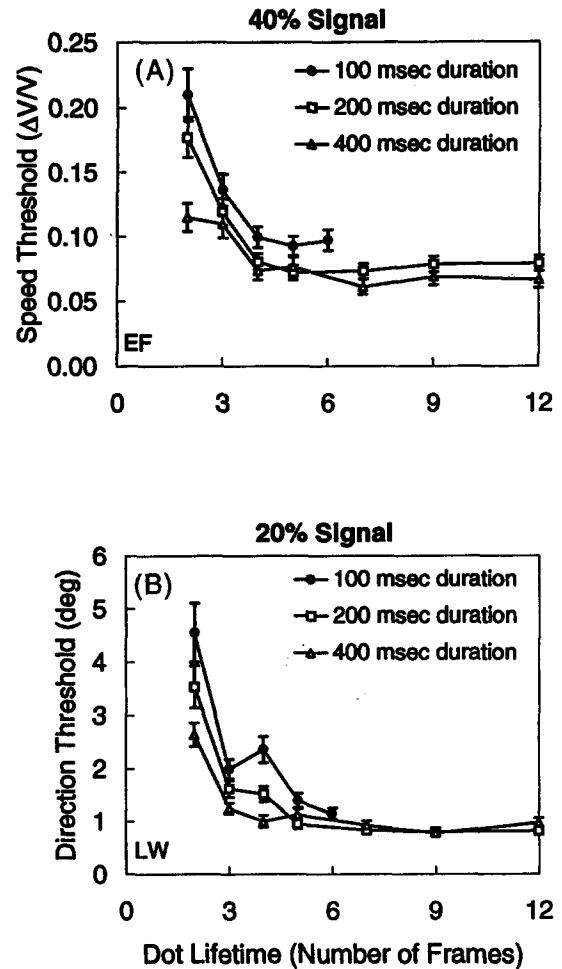 40% Signal
(A)
100 msec duration
200 msec duration
400 msec duration
Speed Threshold (ΔV/V)
0.25
0.20
0.15
0.10
0.05
0.00
EF
0 3 6 9 12
20% Signal
(B)
100 msec duration
200 msec duration
400 msec duration
Direction Threshold (deg)
6
5
4
3
2
1
0
LW
0 3 6 9 12
Dot Lifetime (Number of Frames)